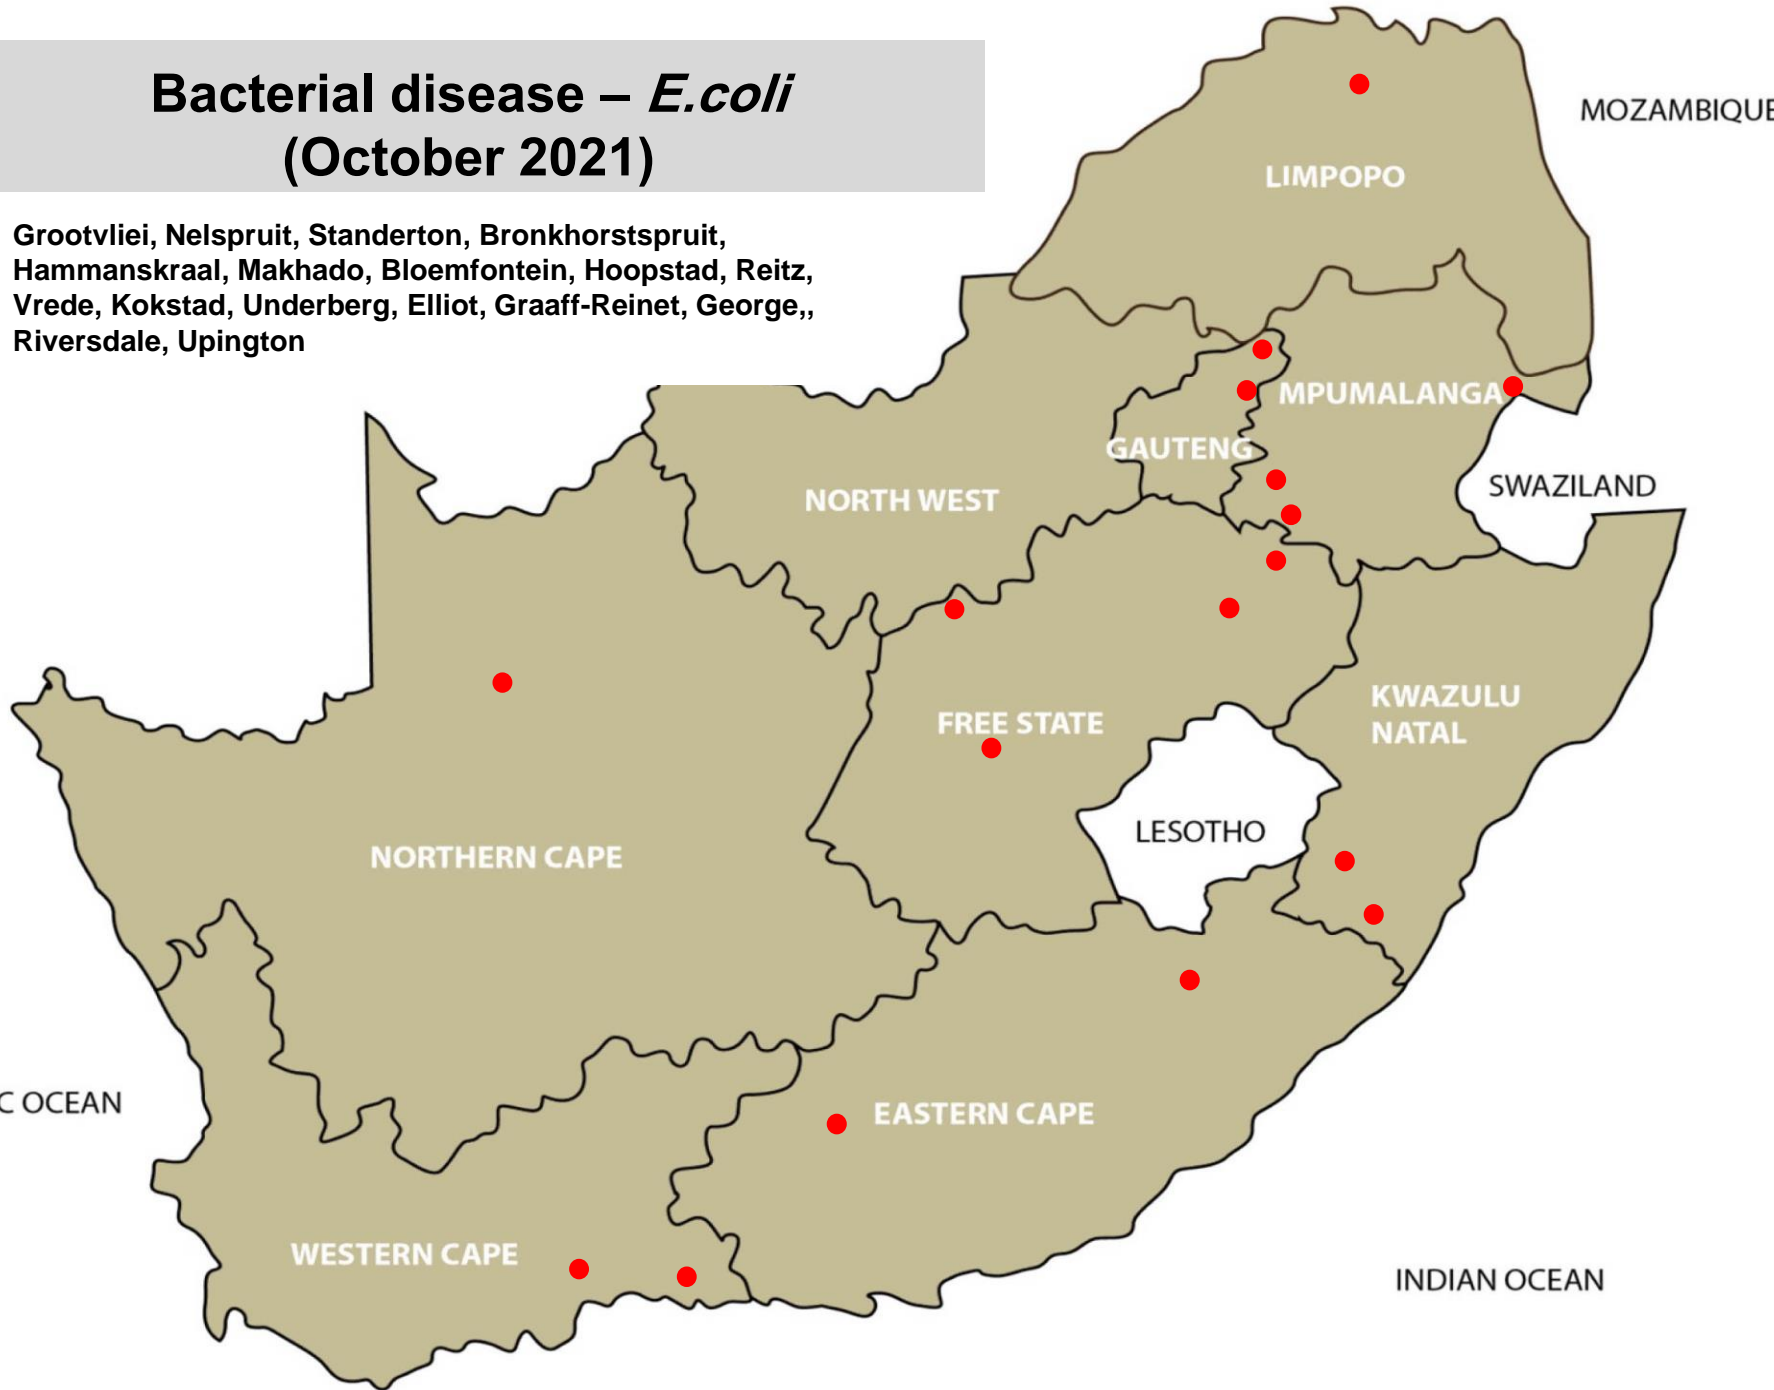 Bacterial disease – E.coli
(October 2021)
Grootvliei, Nelspruit, Standerton, Bronkhorstspruit,
Hammanskraal, Makhado, Bloemfontein, Hoopstad, Reitz,
Vrede, Kokstad, Underberg, Elliot, Graaff-Reinet, George,,
Riversdale, Upington
MOZAMBIQUE
LIMPOPO
MPUMALANGA
GAUTENG
SWAZILAND
NORTH WEST
KWAZULU
NATAL
FREE STATE
LESOTHO
NORTHERN CAPE
C OCEAN
EASTERN CAPE
WESTERN CAPE
INDIAN OCEAN